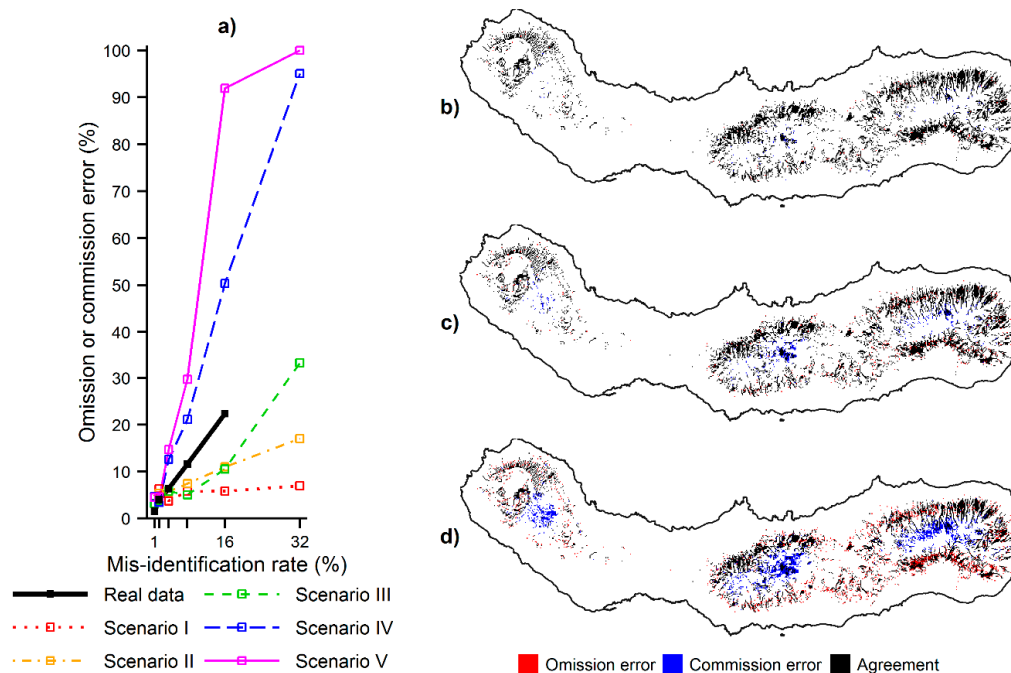 a)
100
90
80
70
60
50
40
30
20
10
0
Omission or commission error (%)
1 16 32
Mis-identification rate (%)
Real data
Scenario I
Scenario II
Scenario III
Scenario IV
Scenario V
b)
c)
d)
Omission error Commission error Agreement